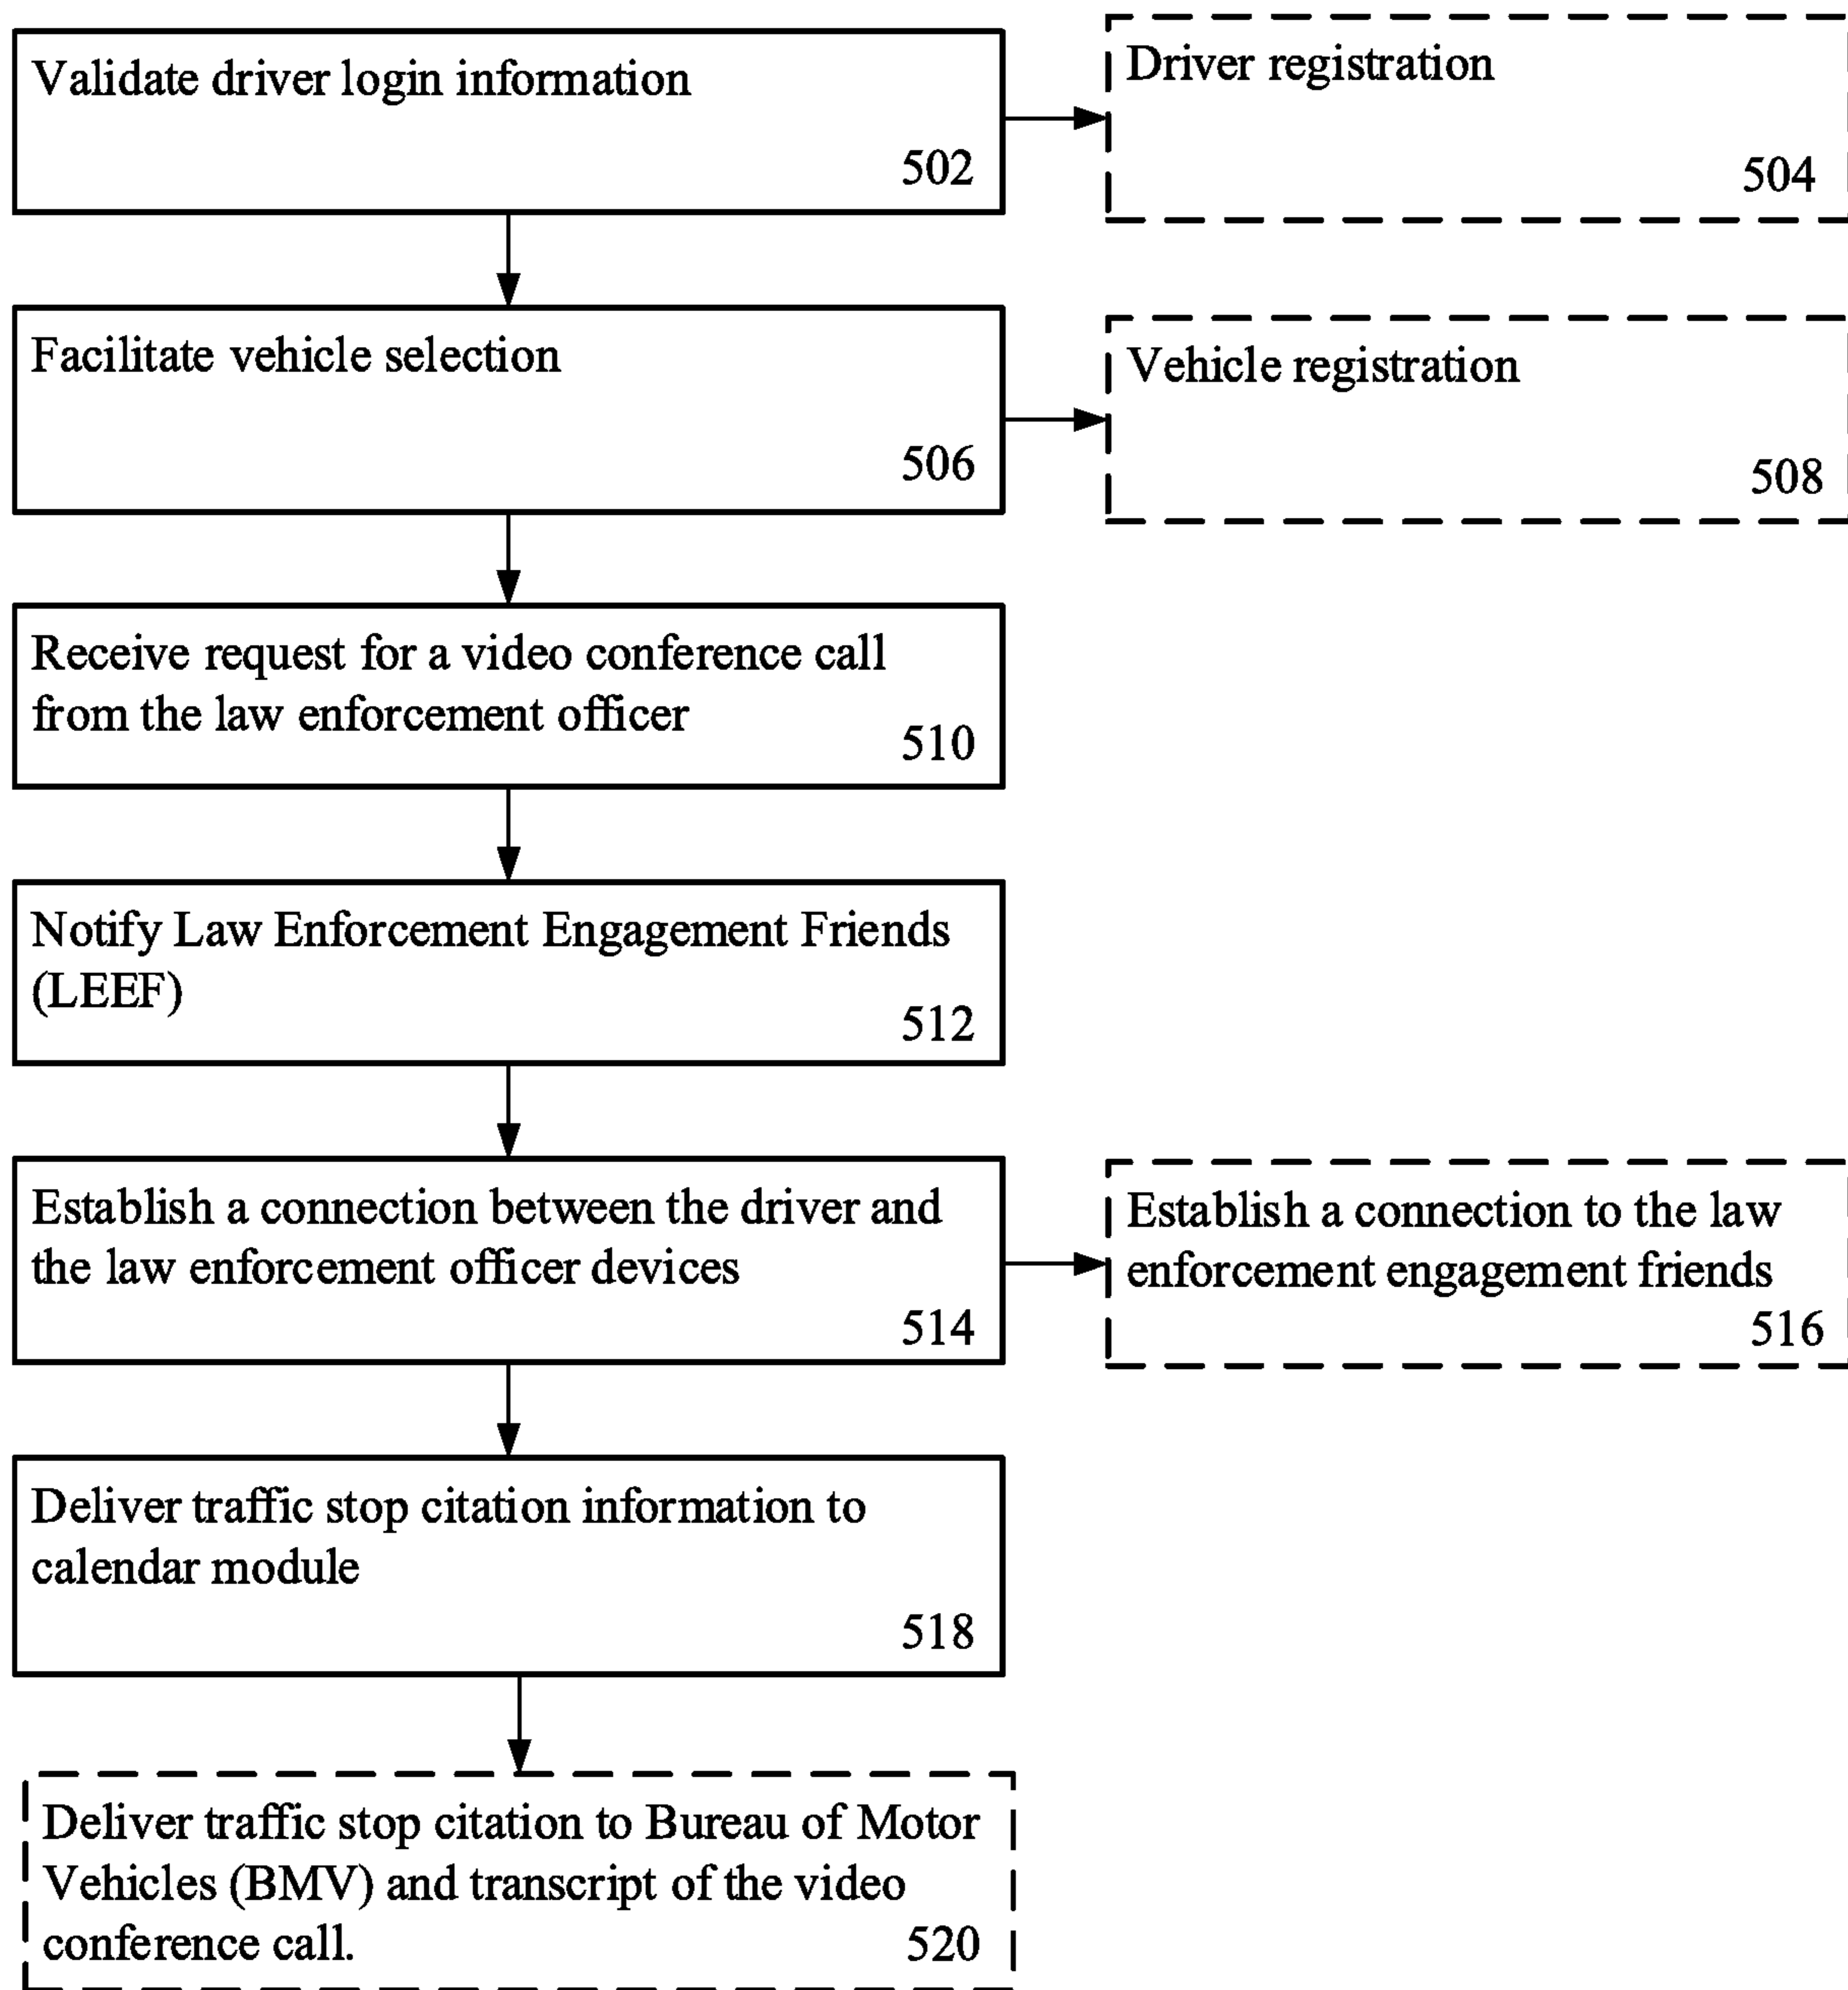 Validate driver login information
502
Driver registration
504
Facilitate vehicle selection
506
Vehicle registration
508
Receive request for a video conference call
from the law enforcement officer
510
Notify Law Enforcement Engagement Friends
(LEEF)
512
Establish a connection between the driver and
the law enforcement officer devices
514
Establish a connection to the law
enforcement engagement friends
516
Deliver traffic stop citation information to
calendar module
518
Deliver traffic stop citation to Bureau of Motor
Vehicles (BMV) and transcript of the video
conference call.
520